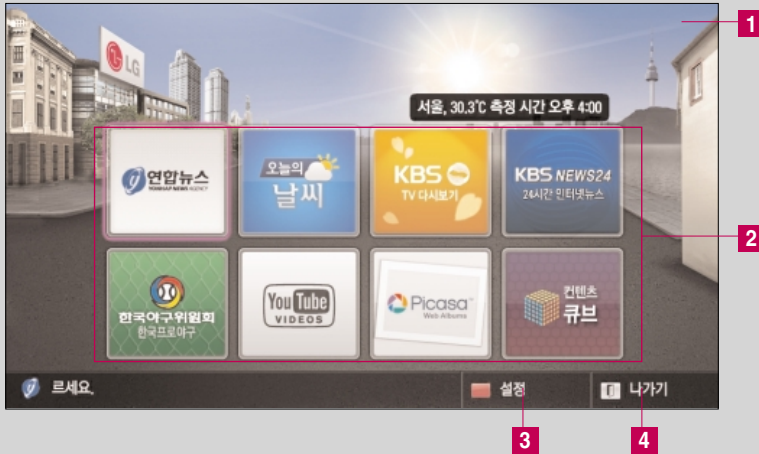 LG
LG
1
서울, 30.3℃ 측정 시간 오후 4:00
연합뉴스
YONHAP NEWS AGENCY
오늘의
날씨
KBS
TV 다시보기
KBS NEWS24
24시간 인터넷뉴스
2
한국야구위원회
한국프로야구
YouTube
VIDEOS
Picasa™
Web Albums
컨텐츠
큐브
르세요.
설정
나가기
3
4